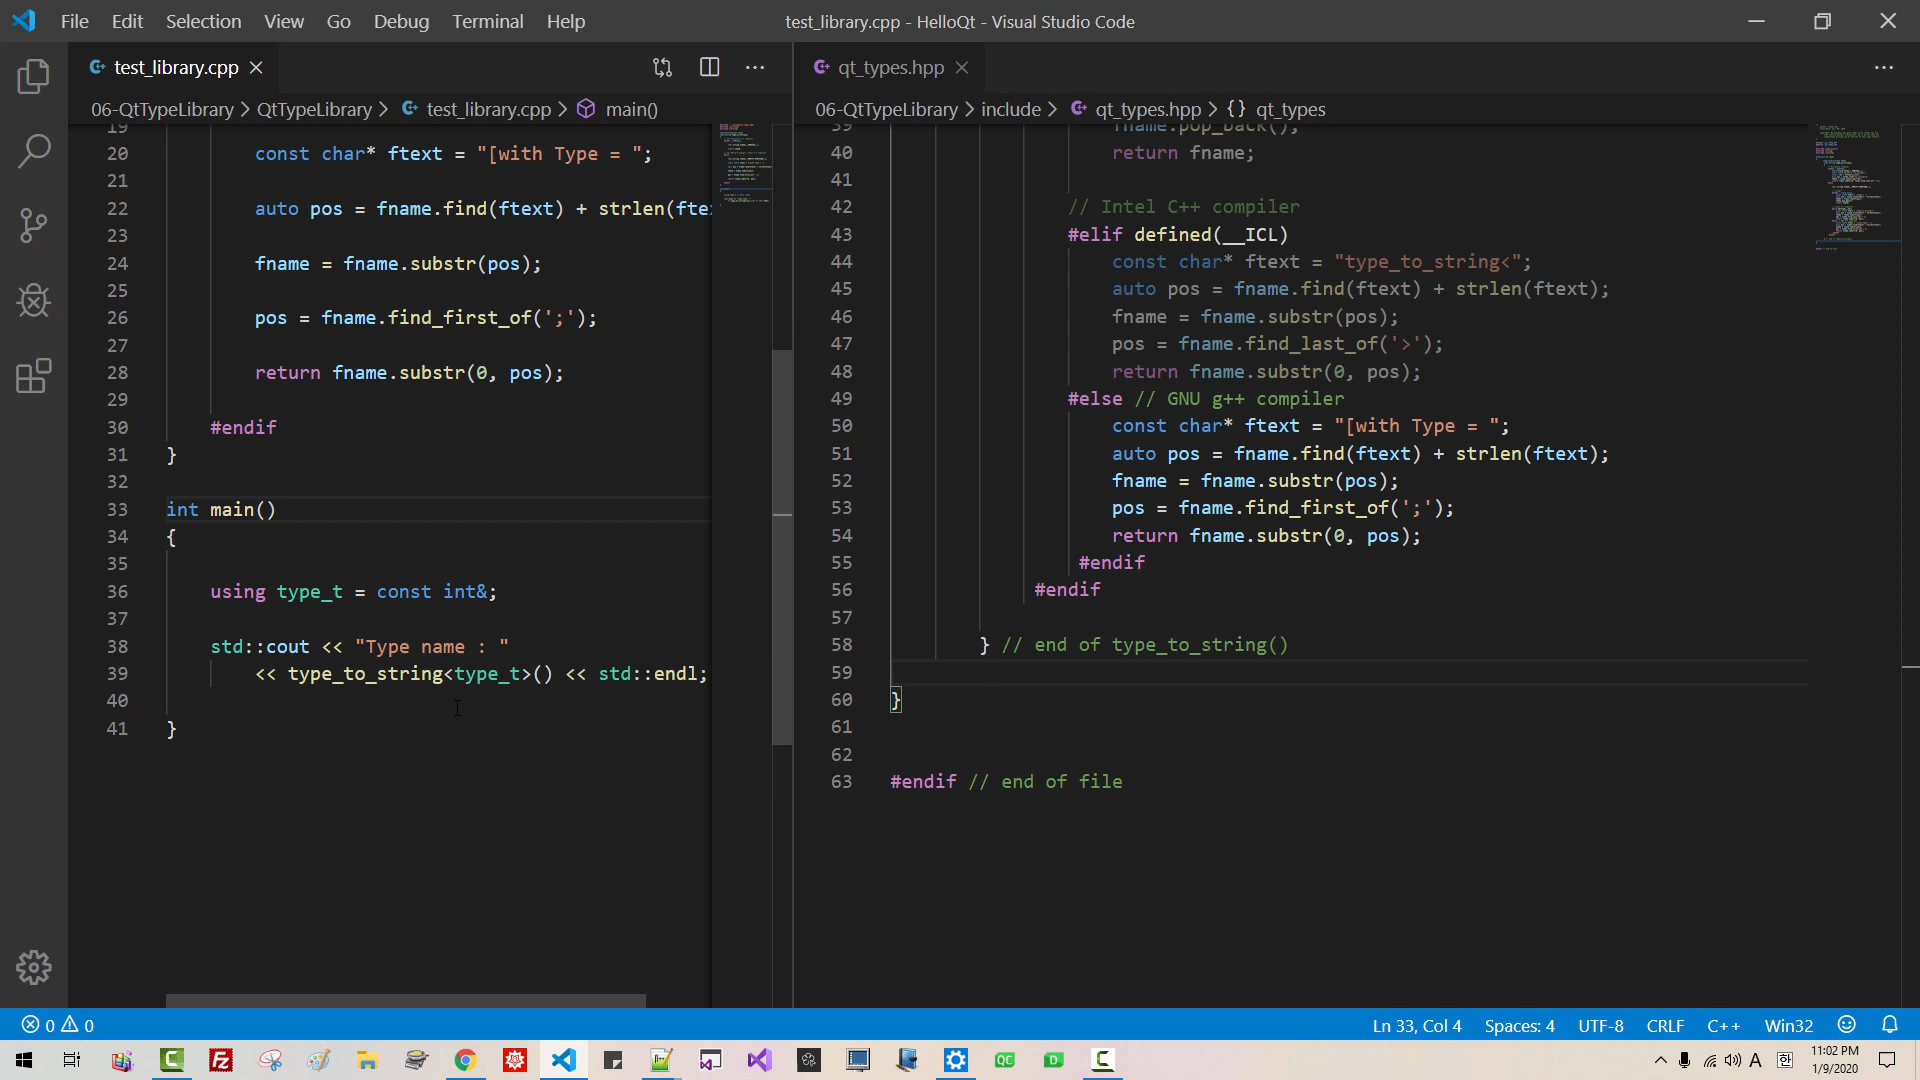 File Edit Selection View Go Debug Terminal Help
test_library.cpp - HelloQt - Visual Studio Code
test_library.cpp
06-QtTypeLibrary > QtTypeLibrary > test_library.cpp > main()
19
20 const char* ftext = "[with Type = ";
21
22 auto pos = fname.find(ftext) + strlen(ftex
23
24 fname = fname.substr(pos);
25
26 pos = fname.find_first_of(';');
27
28 return fname.substr(0, pos);
29
30 #endif
31 }
32
33 int main()
34 {
35
36 using type_t = const int&;
37
38 std::cout << "Type name : "
39 << type_to_string<type_t>() << std::endl;
40
41 }
qt_types.hpp
06-QtTypeLibrary > include > qt_types.hpp > {} qt_types
39 fname.pop_back();
40 return fname;
41
42 // Intel C++ compiler
43 #elif defined(__ICL)
44 const char* ftext = "type_to_string<";
45 auto pos = fname.find(ftext) + strlen(ftext);
46 fname = fname.substr(pos);
47 pos = fname.find_last_of('>');
48 return fname.substr(0, pos);
49 #else // GNU g++ compiler
50 const char* ftext = "[with Type = ";
51 auto pos = fname.find(ftext) + strlen(ftext);
52 fname = fname.substr(pos);
53 pos = fname.find_first_of(';');
54 return fname.substr(0, pos);
55 #endif
56 #endif
57
58 } // end of type_to_string()
59
60 }
61
62
63 #endif // end of file
0 0
Ln 33, Col 4 Spaces: 4 UTF-8 CRLF C++ Win32
QC D A 한
11:02 PM
1/9/2020